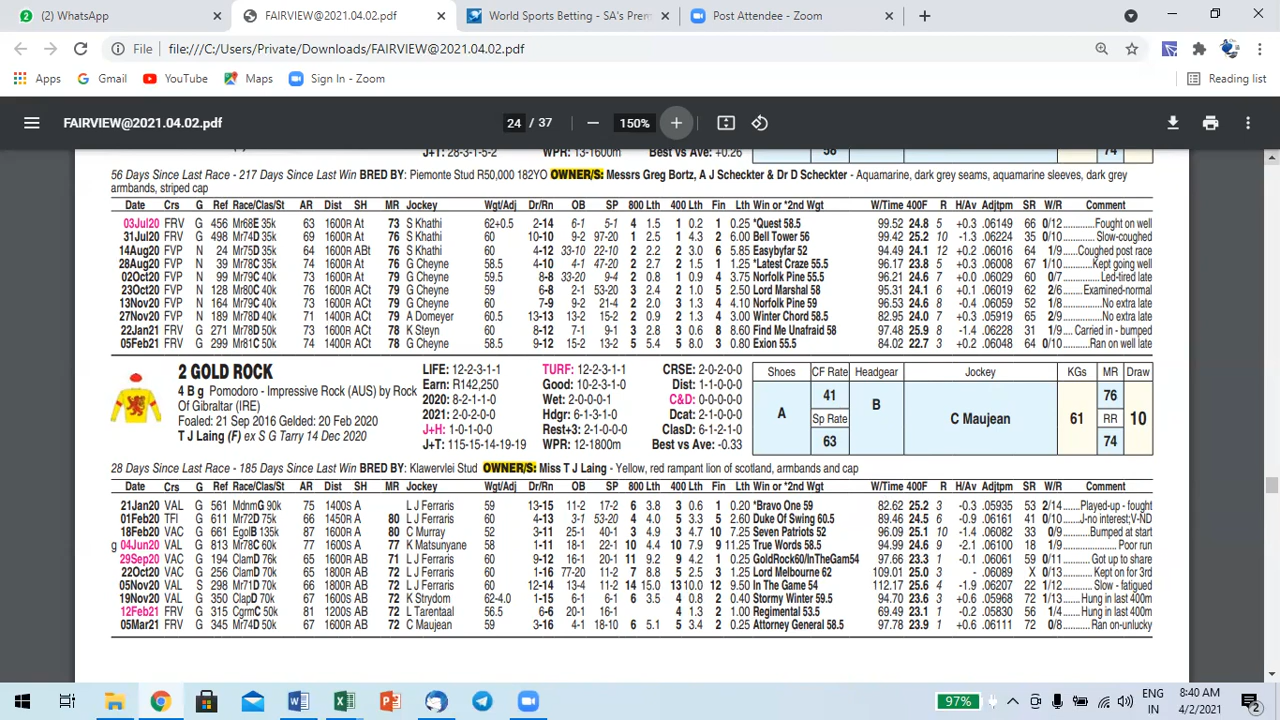 (2) WhatsApp
FAIRVIEW@2021.04.02.pdf
World Sports Betting - SA's Prem
Post Attendee - Zoom
File
file:///C:/Users/Private/Downloads/FAIRVIEW@2021.04.02.pdf
Apps Gmail YouTube Maps Sign In - Zoom Reading list
FAIRVIEW@2021.04.02.pdf 24 / 37 150%
J+T: 28-3-1-5-2 WPR: 13-1600m Best vs Ave: +0.26 58 74
56 Days Since Last Race - 217 Days Since Last Win BRED BY: Piemonte Stud R50,000 182YO OWNER/S: Messrs Greg Bortz, A J Scheckter & Dr D Scheckter - Aquamarine, dark grey seams, aquamarine sleeves, dark grey
armbands, striped cap
Date Crs G Ref Race/Clas/St AR Dist SH MR Jockey Wgt/Adj Dr/Rn OB SP 800 Lth 400 Lth Fin Lth Win or *2nd Wgt W/Time 400F R H/Av Adjtpm SR W/R Comment
03Jul20 FRV G 456 Mr68E 35k 63 1600R At 73 S Khathi 62+0.5 2-14 6-1 5-1 4 1.5 1 0.2 1 0.25 *Quest 58.5 99.52 24.8 5 +0.3 .06149 66 0/12 Fought on well
31Jul20 FRV G 498 Mr74D 35k 69 1600R At 76 S Khathi 60 10-10 9-2 97-20 1 2.5 1 4.3 2 6.00 Bell Tower 56 99.42 25.2 10 -1.3 .06224 35 0/10 Slow-coughed
14Aug20 FVP N 24 Mr75D 35k 64 1600R ABt 76 S Khathi 60 4-12 33-10 22-10 2 2.2 2 3.0 6 5.85 Easybyfar 52 94.49 24.1 12 +0.2 .06016 64 1/9 Coughed post race
28Aug20 FVP N 39 Mr79C 35k 74 1600R At 76 G Cheyne 58.5 4-10 4-1 47-20 2 2.7 2 1.5 1 1.25 *Latest Craze 55.5 96.17 23.8 5 +0.3 .06038 67 1/10 Kept going well
02Oct20 FVP N 66 Mr79C 35k 74 1600R At 79 G Cheyne 59.5 8-8 33-20 9-4 2 3.8 1 0.9 4 3.75 Norfolk Pine 55.5 96.21 24.6 7 +0.0 .06029 60 0/7 Led-tired late
23Oct20 FVP N 128 Mr80C 40k 76 1600R ACt 79 G Cheyne 59 6-8 2-1 53-20 2 2.4 1 0.0 5 2.50 Lord Marshal 58 95.31 24.1 6 +0.1 .06019 62 2/6 Examined-normal
13Nov20 FVP N 164 Mr79C 40k 73 1600R ACt 79 G Cheyne 60 7-9 9-2 21-4 2 2.0 3 1.3 4 4.10 Norfolk Pine 59 96.53 24.6 8 -0.4 .06059 52 1/8 No extra late
27Nov20 FVP N 189 Mr78D 40k 71 1400R ACt 79 A Domeyer 60.5 13-13 13-2 15-2 2 0.9 2 1.3 4 3.00 Winter Chord 58.5 82.95 24.0 7 +0.0 .05919 65 2/9 No extra late
22Jan21 FRV G 271 Mr78D 50k 73 1600R ACt 78 K Steyn 60 8-12 7-1 9-1 3 2.8 3 0.6 8 8.60 Find Me Unafraid 58 97.48 25.9 8 -1.4 .06228 31 1/9 Carried in - bumped
05Feb21 FRV G 299 Mr81C 50k 74 1400R ACt 78 G Cheyne 58.5 9-12 15-2 13-2 5 5.4 5 8.0 3 0.80 Exion 55.5 84.02 22.7 3 +0.2 .06048 64 0/10 Ran on well late
2 GOLD ROCK
4 B g Pomodoro - Impressive Rock (AUS) by Rock
Of Gibraltar (IRE)
Foaled: 21 Sep 2016 Gelded: 20 Feb 2020
T J Laing (F) ex S G Tarry 14 Dec 2020
LIFE: 12-2-3-1-1 TURF: 12-2-3-1-1 CRSE: 2-0-2-0-0
Earn: R142,250 Good: 10-2-3-1-0 Dist: 1-1-0-0-0
2020: 8-2-1-1-0 Wet: 2-0-0-0-1 C&D: 0-0-0-0-0
2021: 2-0-2-0-0 Hdgr: 6-1-3-1-0 Dcat: 2-1-0-0-0
J+H: 1-0-1-0-0 Rest+3: 2-1-0-0-0 ClasD: 6-1-2-1-0
J+T: 115-15-14-19-19 WPR: 12-1800m Best vs Ave: -0.33
Shoes CF Rate Headgear Jockey KGs MR Draw
A 41 Sp Rate 63 B C Maujean 61 76 RR 74 10
28 Days Since Last Race - 185 Days Since Last Win BRED BY: Klawervlei Stud OWNER/S: Miss T J Laing - Yellow, red rampant lion of scotland, armbands and cap
Date Crs G Ref Race/Clas/St AR Dist SH MR Jockey Wgt/Adj Dr/Rn OB SP 800 Lth 400 Lth Fin Lth Win or *2nd Wgt W/Time 400F R H/Av Adjtpm SR W/R Comment
21Jan20 VAL G 561 MdnmG 90k 75 1400S A L J Ferraris 59 13-15 11-2 17-2 6 3.8 6 0.6 1 0.20 *Bravo One 59 82.62 25.2 3 -0.3 .05935 53 2/14 Played-up - fought
01Feb20 TFI G 611 Mr72D 75k 66 1450R A 80 L J Ferraris 60 4-13 3-1 53-20 4 4.0 5 3.3 5 2.60 Duke Of Swing 60.5 89.46 24.5 6 -0.9 .06161 41 0/10 J-no interest;V-ND
18Feb20 VAC G 661 EgolB 135k 87 1600R A 80 C Murray 52 3-11 25-1 40-1 3 4.9 3 4.7 10 7.25 Seven Patriots 52 96.09 25.1 10 -1.4 .06082 33 0/9 Bumped at start
g 04Jun20 VAL G 813 Mr78C 60k 77 1600S A 77 K Matsunyane 60 1-11 18-1 22-1 10 4.4 10 7.9 9 11.25 True Words 58.5 94.99 24.6 9 -2.1 .06100 18 1/9 Poor run
29Sep20 VAC G 194 ClamD 76k 65 1600R AB 71 L J Ferraris 60 9-12 16-1 20-1 11 9.2 9 4.2 1 0.25 GoldRock60/InTheGam54 97.66 23.3 1 -0.1 .06061 59 0/11 Got up to share
22Oct20 VAC G 256 ClamD 76k 65 1800R AB 72 L J Ferraris 60 1-16 77-20 11-2 7 8.8 5 2.5 3 1.25 Lord Melbourne 62 109.01 25.0 3 - .06089 X 0/13 Kept on for 3rd
05Nov20 VAC G 298 Mr71D 70k 67 1800R AB 72 L J Ferraris 60 12-14 13-1 11-2 14 15.0 13 10.0 12 9.50 In The Game 54 112.17 25.6 4 -1.9 .06207 22 1/12 Slow - fatigued
19Nov20 VAL G 350 ClapD 70k 67 1600S AB 72 K Strydom 62-4.0 1-15 6-1 6-1 6 3.5 4 0.8 2 0.40 Stormy Winter 59.5 94.70 23.6 3 +0.6 .05968 72 1/13 Hung in last 400m
12Feb21 FRV G 315 CgrmC 50k 81 1200S AB 72 L Tarentaal 56.5 6-6 20-1 16-1 4 1.3 2 1.00 Regimental 53.5 69.49 23.1 7 -0.2 .05830 56 1/4 Hung in last 400m
05Mar21 FRV G 345 Mr74D 50k 67 1600R AB 72 C Maujean 59 3-16 4-1 18-10 6 5.1 5 3.4 2 0.25 Attorney General 58.5 97.78 23.9 1 +0.6 .06111 72 0/8 Ran on-unlucky
97% ENG 8:40 AM
IN 4/2/2021 2